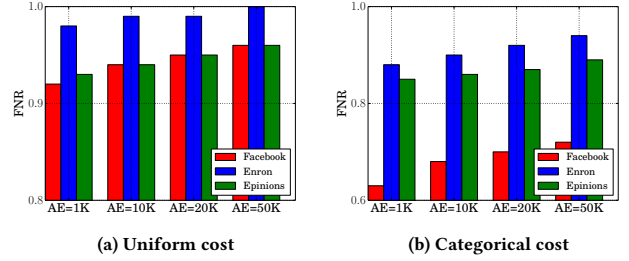 1.0
0.9
0.8
FNR
AE=1K AE=10K AE=20K AE=50K
Facebook
Enron
Epinions
(a) Uniform cost
1.0
0.8
0.6
FNR
AE=1K AE=10K AE=20K AE=50K
Facebook
Enron
Epinions
(b) Categorical cost